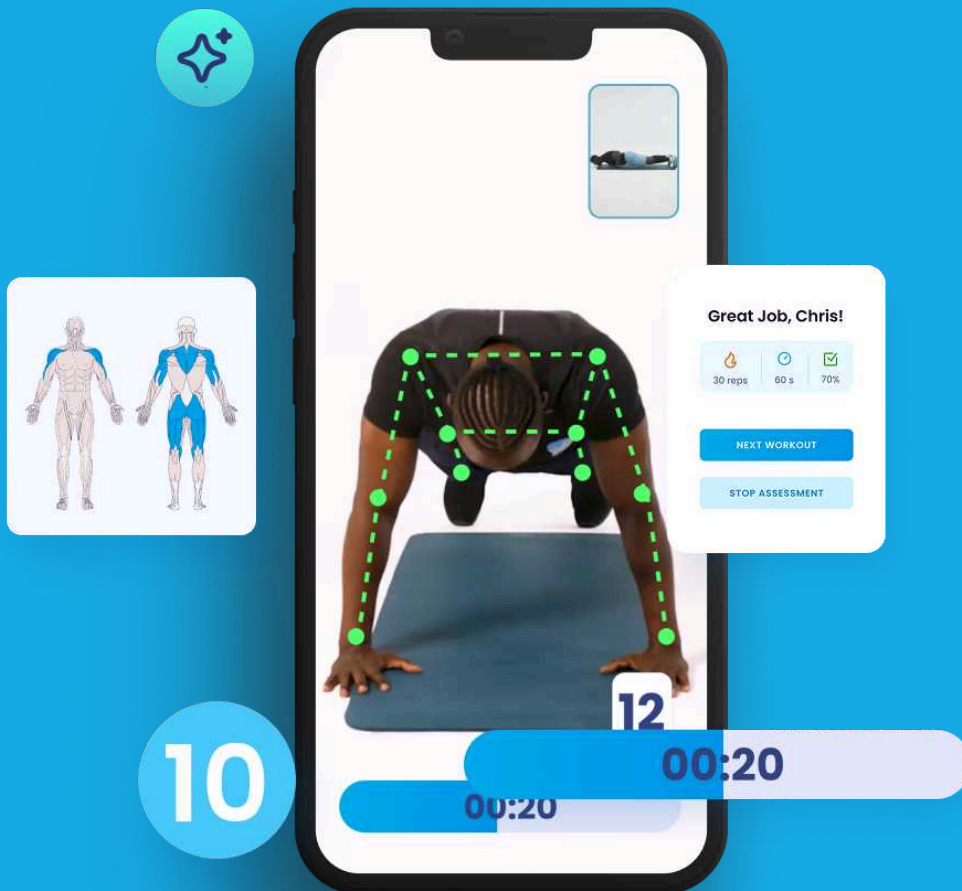 Great Job, Chris!
30 reps 60 s 70%
NEXT WORKOUT
STOP ASSESSMENT
12
10
00:20
00:20